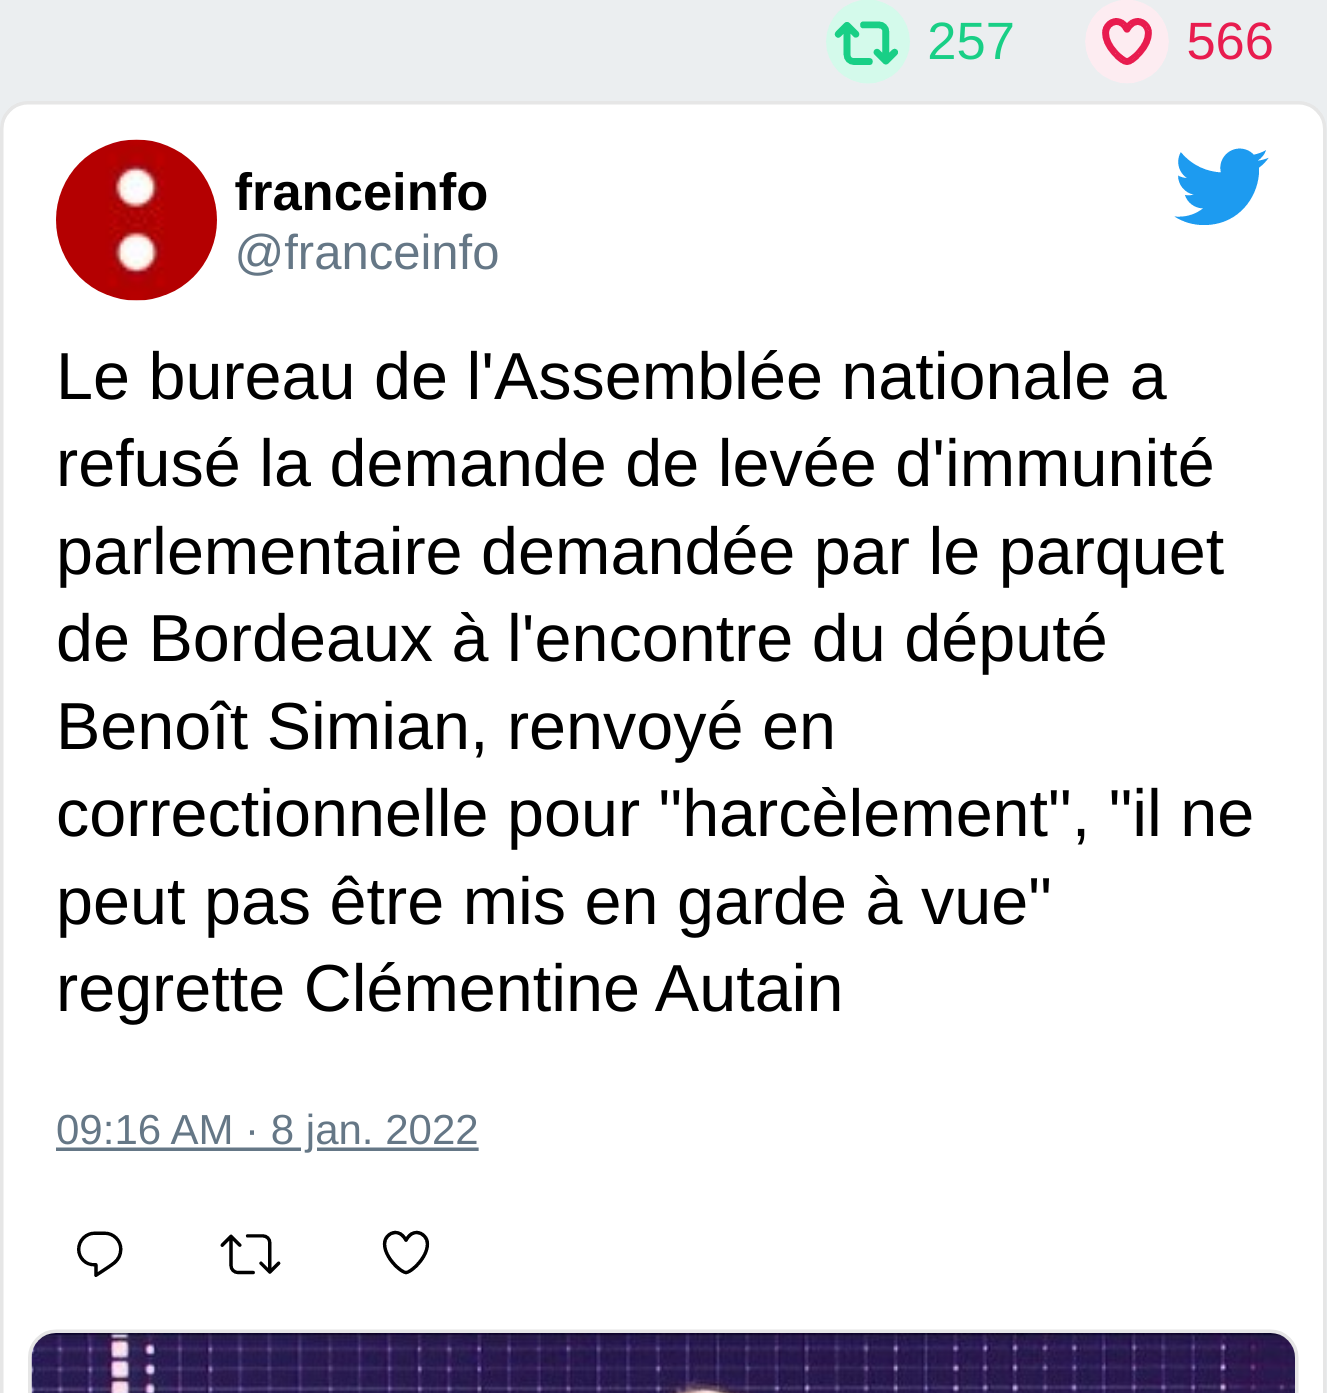 257 566
franceinfo
@franceinfo
Le bureau de l'Assemblée nationale a
refusé la demande de levée d'immunité
parlementaire demandée par le parquet
de Bordeaux à l'encontre du député
Benoît Simian, renvoyé en
correctionnelle pour "harcèlement", "il ne
peut pas être mis en garde à vue"
regrette Clémentine Autain
09:16 AM · 8 jan. 2022